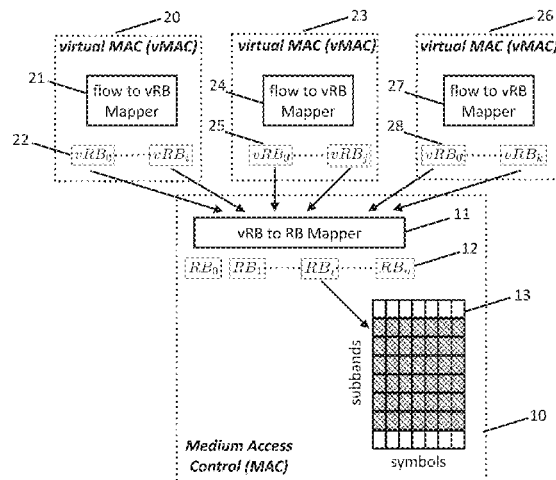 20
23
26
virtual MAC (vMAC)
virtual MAC (vMAC)
virtual MAC (vMAC)
21
flow to vRB
Mapper
24
flow to vRB
Mapper
27
flow to vRB
Mapper
22
25
28
vRB0 vRBi
vRB0 vRBj
vRB0 vRBk
vRB to RB Mapper
11
RB0 RB1 RBi RBn
12
13
subbands
symbols
10
Medium Access
Control (MAC)